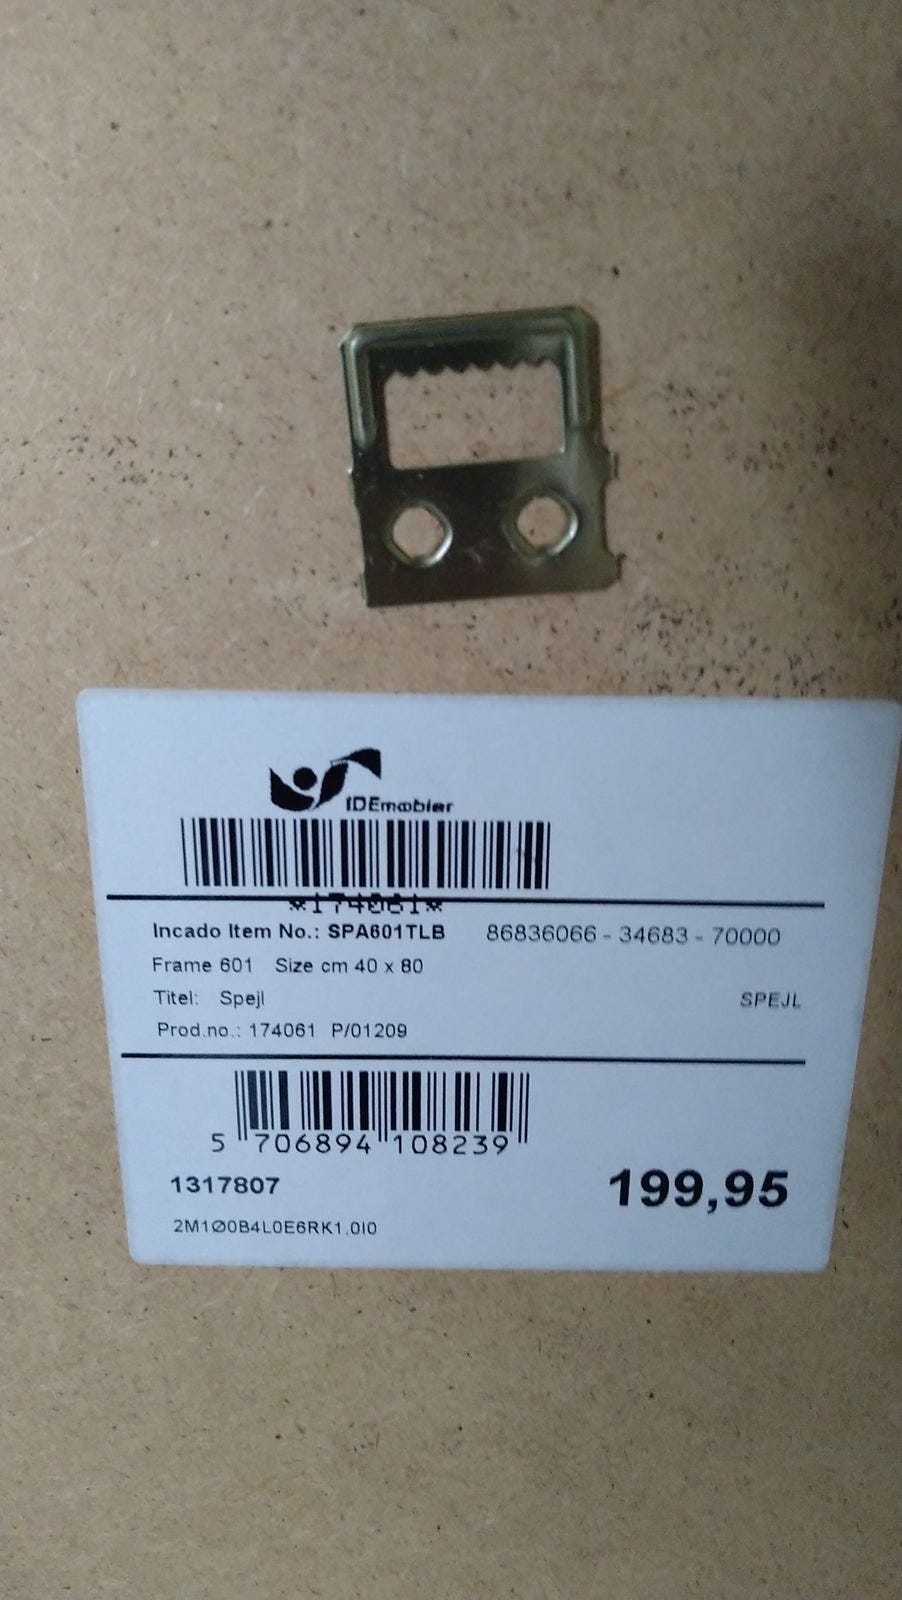 IDEmøbler
*174061*
Incado Item No.: SPA601TLB 86836066 - 34683 - 70000
Frame 601 Size cm 40 x 80
Titel: Spejl SPEJL
Prod.no.: 174061 P/01209
5 706894 108239
1317807 199,95
2M1Ø0B4L0E6RK1.0I0